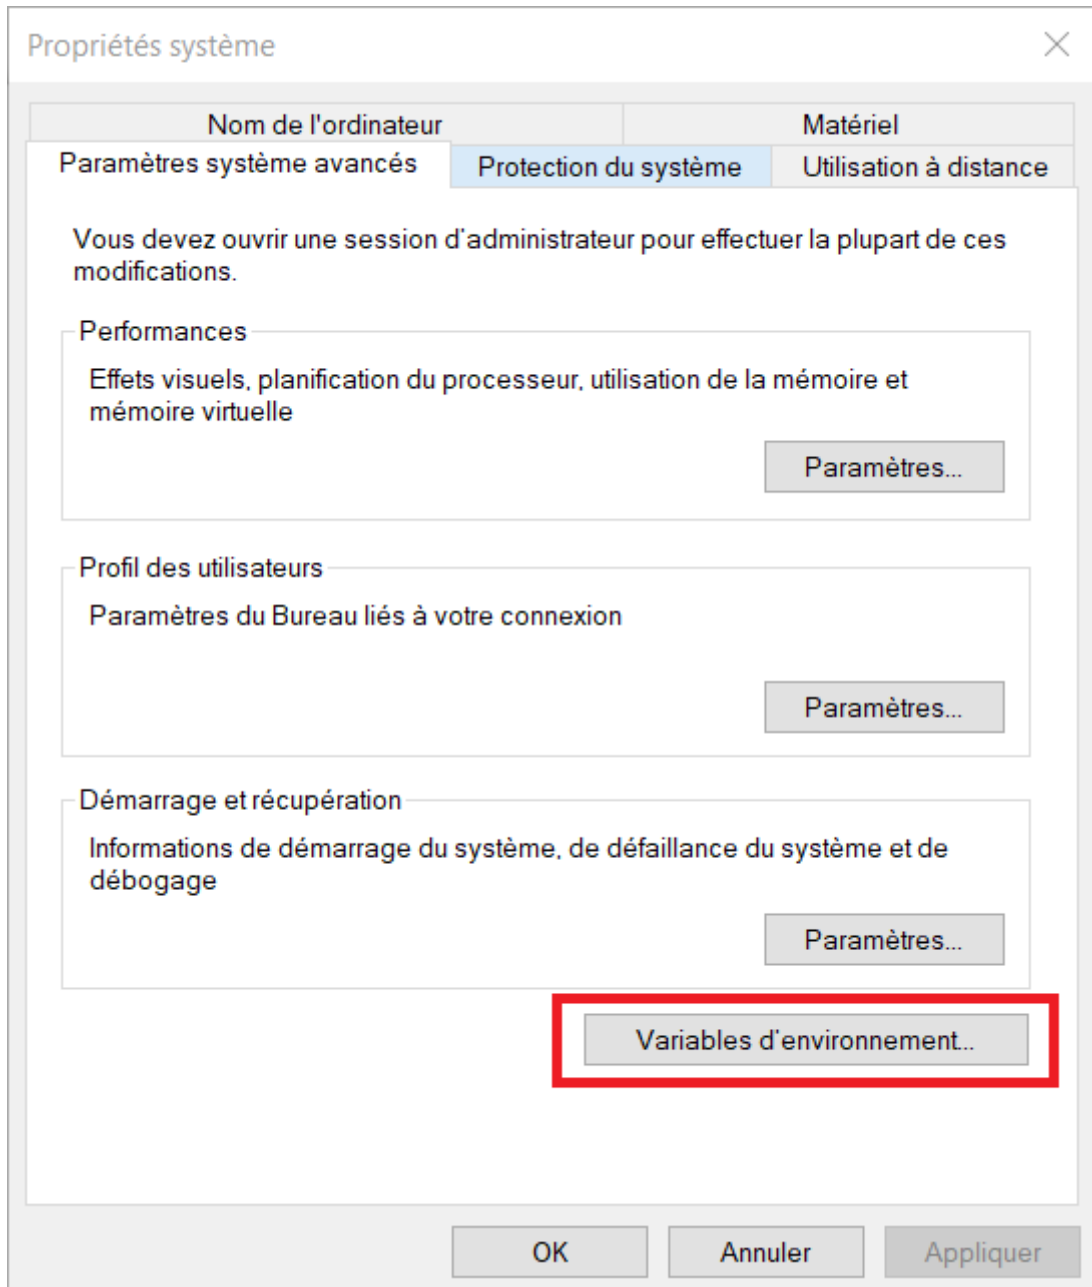 Propriétés système
Nom de l'ordinateur
Matériel
Paramètres système avancés
Protection du système
Utilisation à distance
Vous devez ouvrir une session d'administrateur pour effectuer la plupart de ces
modifications.
Performances
Effets visuels, planification du processeur, utilisation de la mémoire et
mémoire virtuelle
Paramètres...
Profil des utilisateurs
Paramètres du Bureau liés à votre connexion
Paramètres...
Démarrage et récupération
Informations de démarrage du système, de défaillance du système et de
débogage
Paramètres...
Variables d'environnement...
OK
Annuler
Appliquer